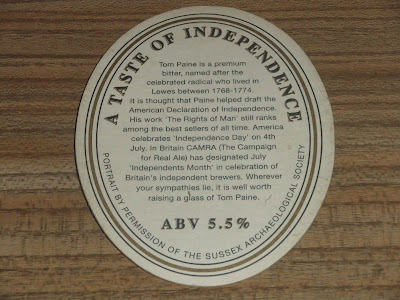 A TASTE OF INDEPENDENCE
Tom Paine is a premium
bitter, named after the
celebrated radical who lived in
Lewes between 1768-1774.
It is thought that Paine helped draft the
American Declaration of Independence.
His work 'The Rights of Man' still ranks
among the best sellers of all time. America
celebrates 'Independence Day' on 4th
July. In Britain CAMRA (The Campaign
for Real Ale) has designated July
'Independents Month' in celebration of
Britain's independent brewers. Wherever
your sympathies lie, it is well worth
raising a glass of Tom Paine.
ABV 5.5%
PORTRAIT BY PERMISSION OF THE SUSSEX ARCHAEOLOGICAL SOCIETY